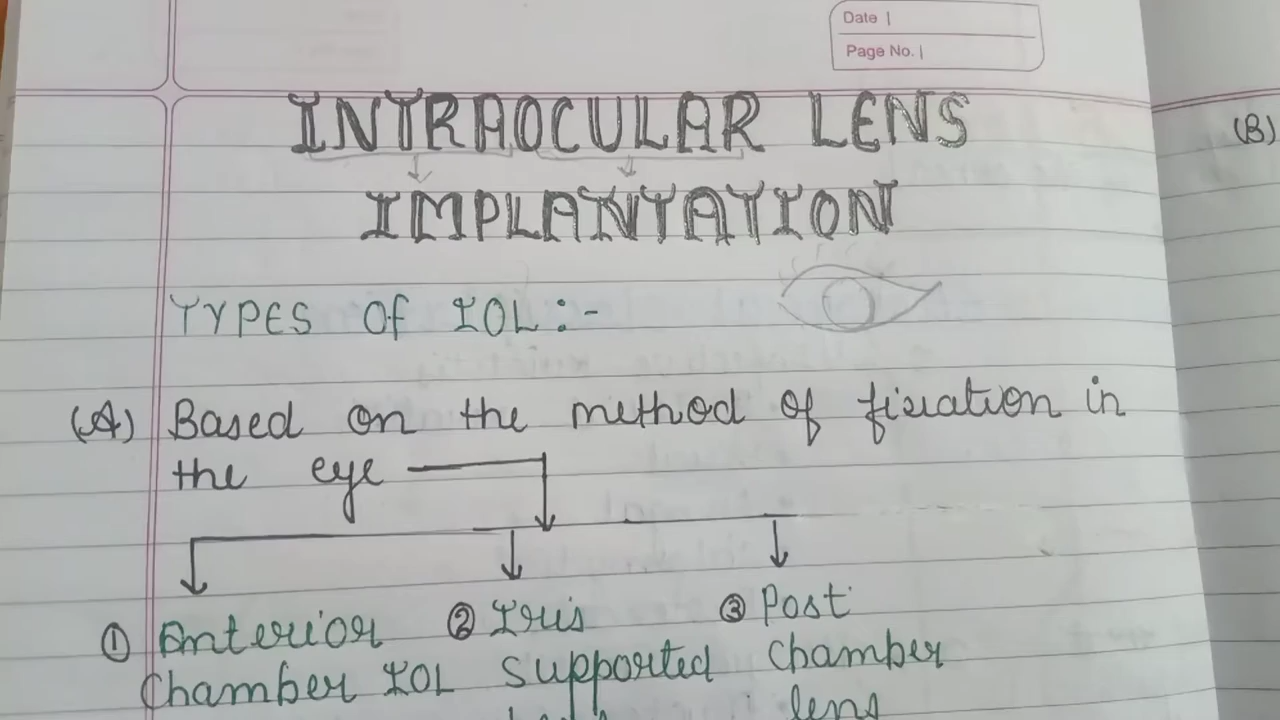 Date
Page No.
INTRAOCULAR LENS
IMPLANTATION
TYPES OF IOL :-
(A) Based on the method of fixation in
the eye
① Anterior
Chamber IOL
② Iris
supported
③ Post
chamber
lens
(B)